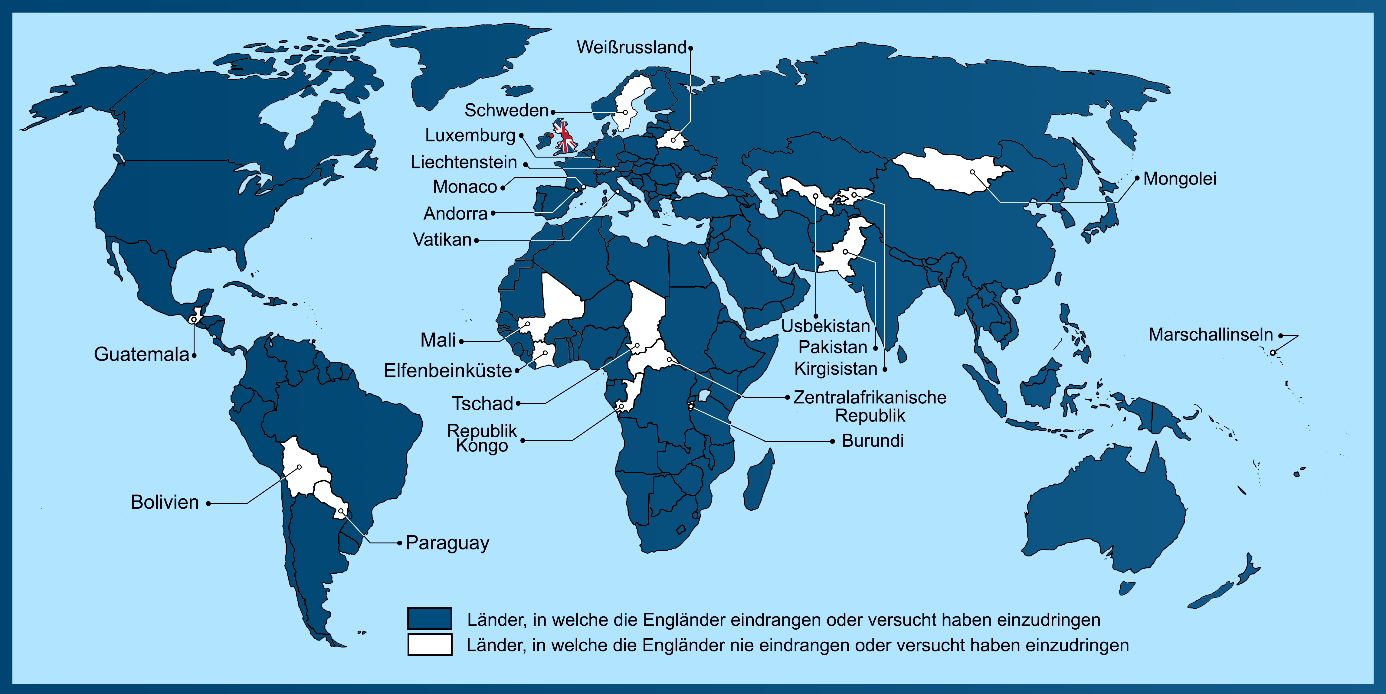 Weißrussland
Schweden
Luxemburg
Liechtenstein
Monaco
Andorra
Vatikan
Mongolei
Guatemala
Mali
Elfenbeinküste
Tschad
Republik
Kongo
Usbekistan
Pakistan
Kirgisistan
Zentralafrikanische
Republik
Burundi
Marschallinseln
Bolivien
Paraguay
Länder, in welche die Engländer eindrangen oder versucht haben einzudringen
Länder, in welche die Engländer nie eindrangen oder versucht haben einzudringen